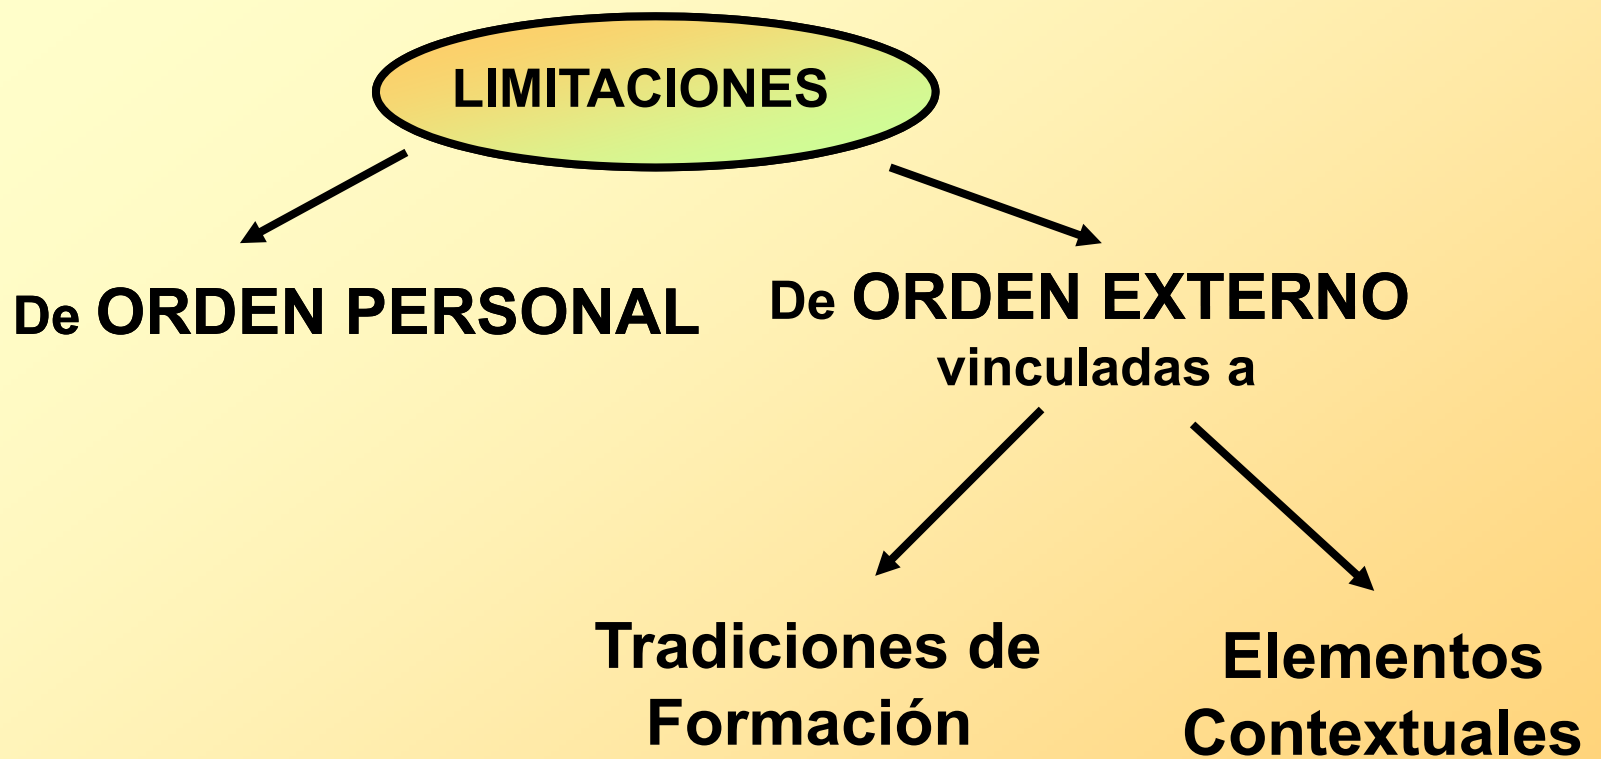 LIMITACIONES
De ORDEN PERSONAL
De ORDEN EXTERNO
vinculadas a
Tradiciones de
Formación
Elementos
Contextuales